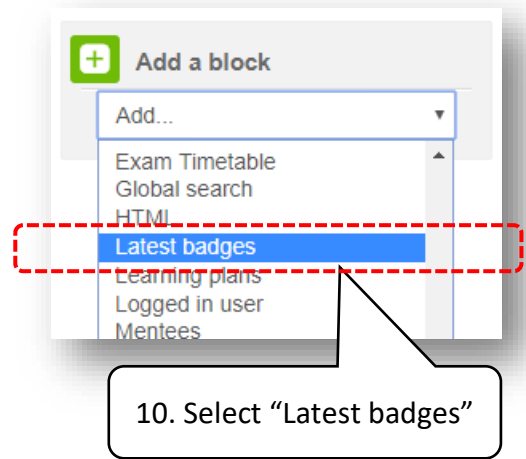 Add a block
Add...
Exam Timetable
Global search
HTML
Latest badges
Learning plans
Logged in user
Mentees
10. Select “Latest badges”